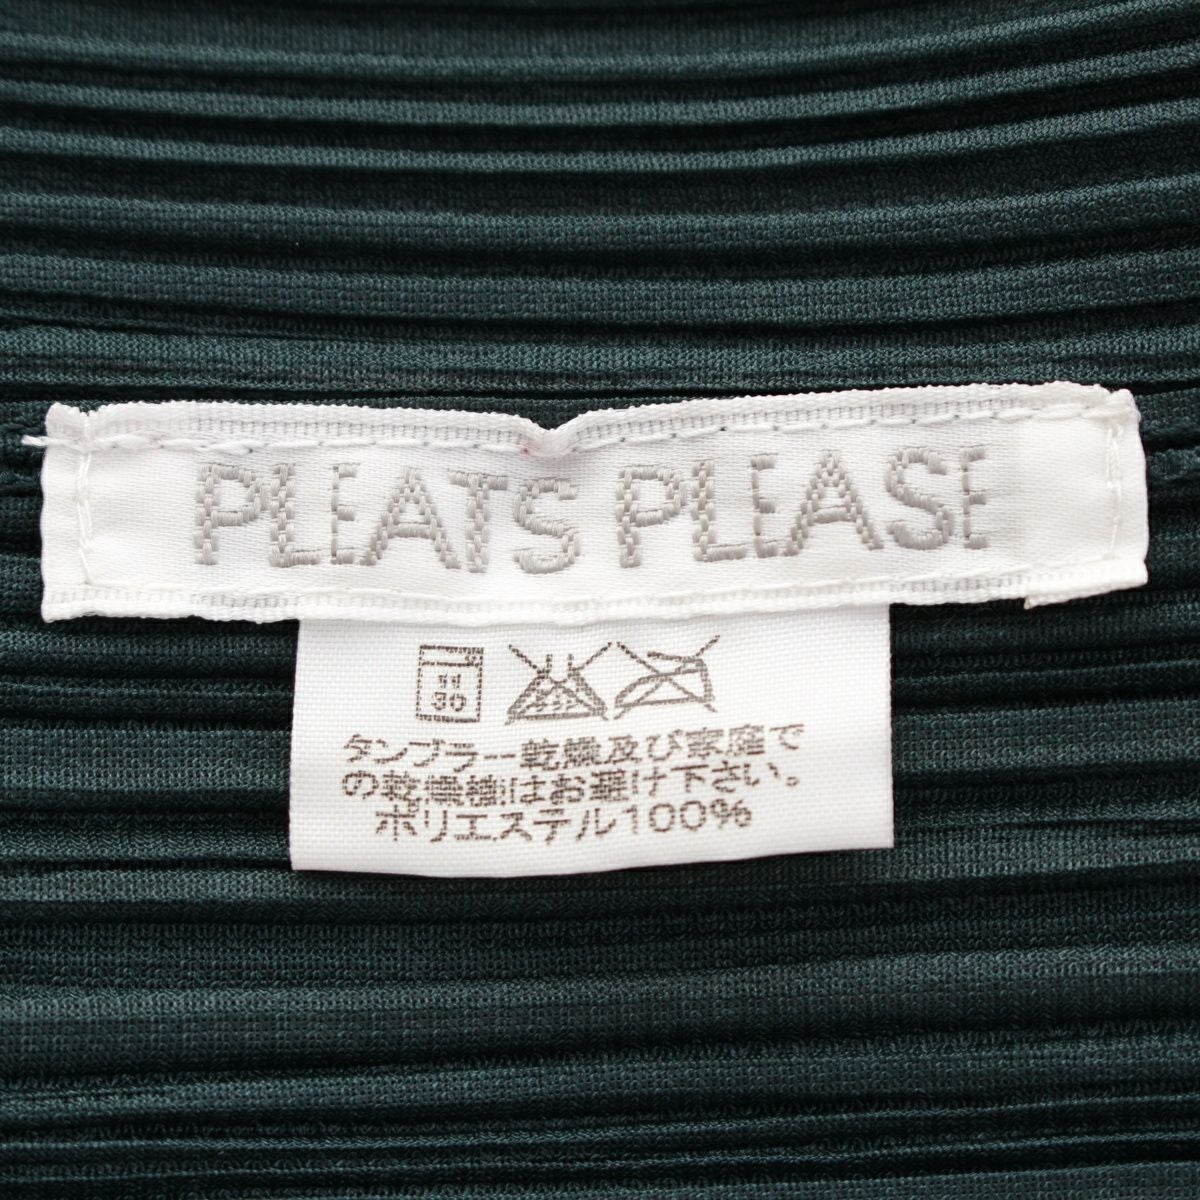 PLEATS PLEASE
30
タンブラー乾燥及び家庭で
の乾燥機はお避け下さい。
ポリエステル100%